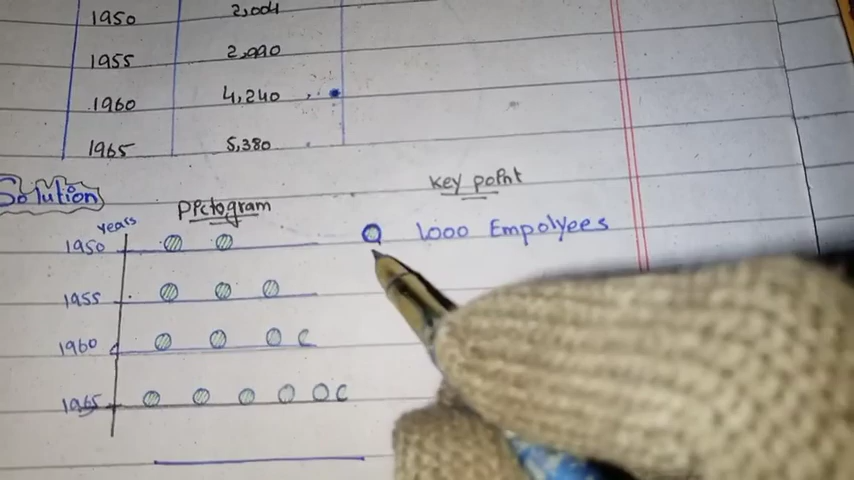 1950 2,004
1955 2,990
1960 4,240
1965 5,380
Solution
Pictogram
key point
years
1950
1000 Empolyees
1955
1960
1965